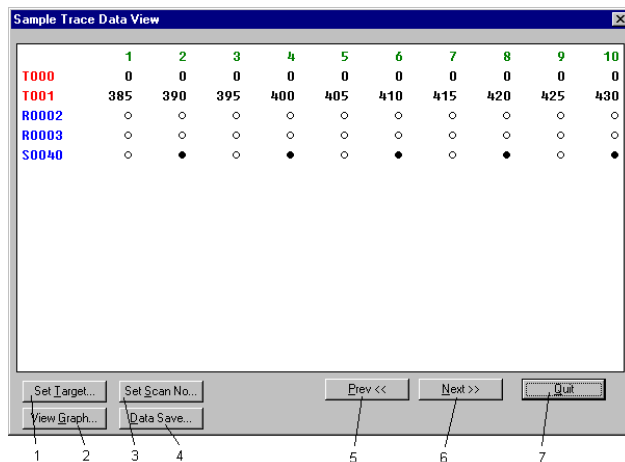 Sample Trace Data View
1 2 3 4 5 6 7 8 9 10
T000 0 0 0 0 0 0 0 0 0 0
T001 385 390 395 400 405 410 415 420 425 430
R0002
R0003
S0040
Set Target... Set Scan No... Prev << Next >> Quit
View Graph... Data Save...
1 2 3 4 5 6 7